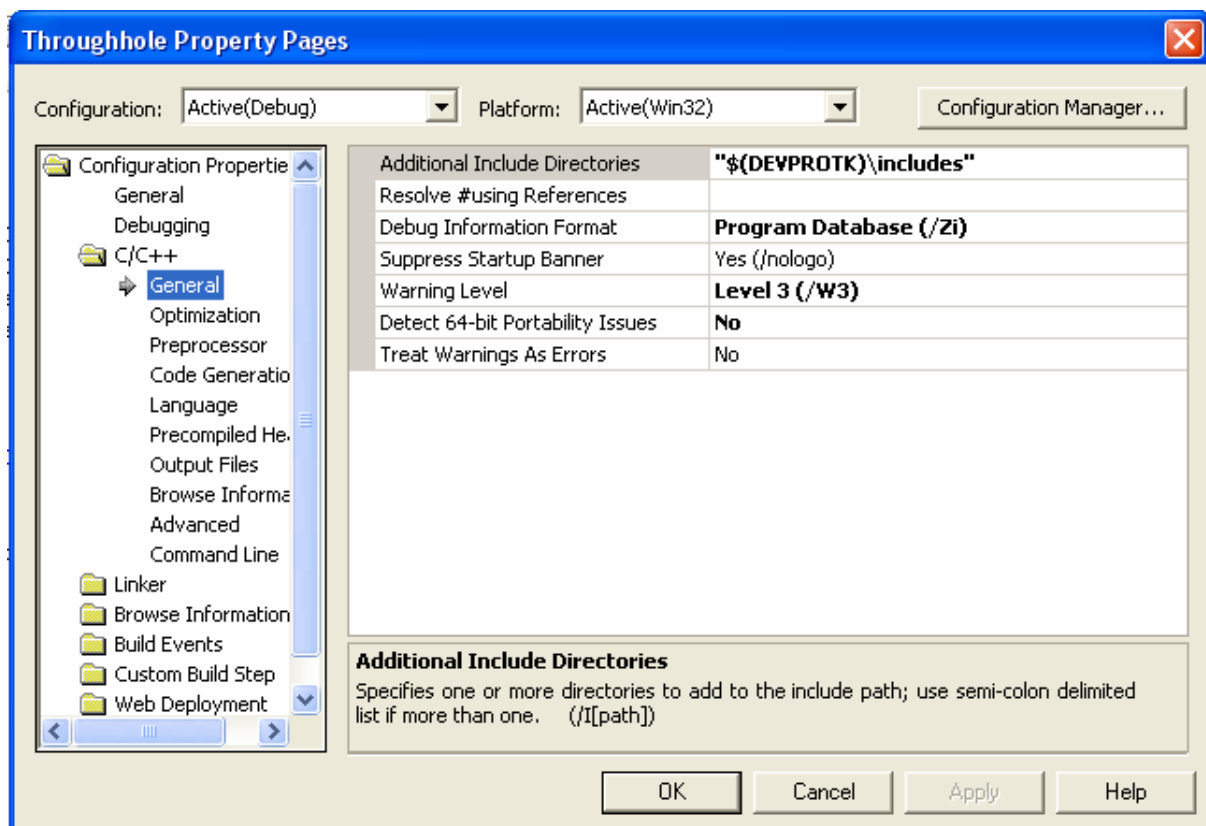 Throughhole Property Pages
Configuration: Active(Debug) Platform: Active(Win32) Configuration Manager...
Configuration Propertie
General
Debugging
C/C++
General
Optimization
Preprocessor
Code Generatio
Language
Precompiled Hea
Output Files
Browse Informa
Advanced
Command Line
Linker
Browse Information
Build Events
Custom Build Step
Web Deployment
Additional Include Directories "$(DEVPROTK)\includes"
Resolve #using References
Debug Information Format Program Database (/Zi)
Suppress Startup Banner Yes (/nologo)
Warning Level Level 3 (/W3)
Detect 64-bit Portability Issues No
Treat Warnings As Errors No
Additional Include Directories
Specifies one or more directories to add to the include path; use semi-colon delimited
list if more than one. (/I[path])
OK Cancel Apply Help